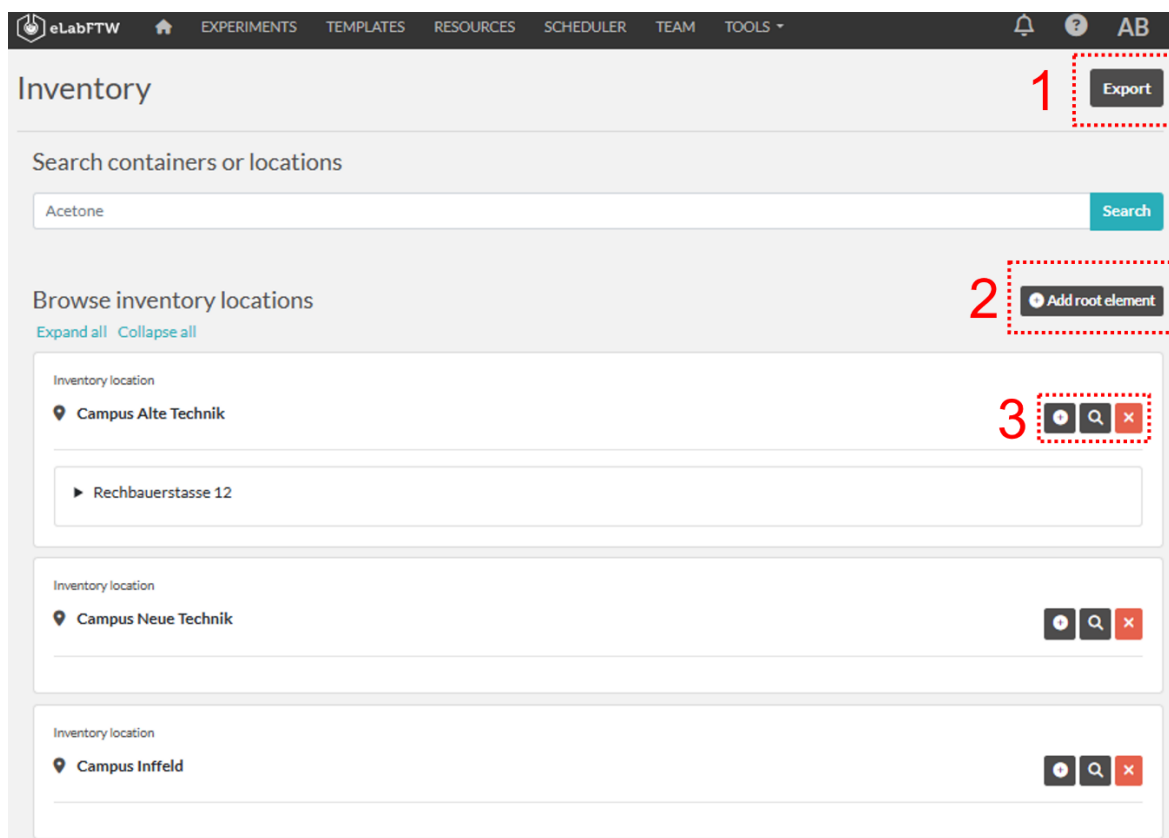 eLabFTW EXPERIMENTS TEMPLATES RESOURCES SCHEDULER TEAM TOOLS ? AB
Inventory
1 Export
Search containers or locations
Acetone Search
Browse inventory locations
2 Add root element
Expand all Collapse all
Inventory location
Campus Alte Technik
3
Rechbauerstasse 12
Inventory location
Campus Neue Technik
Inventory location
Campus Inffeld